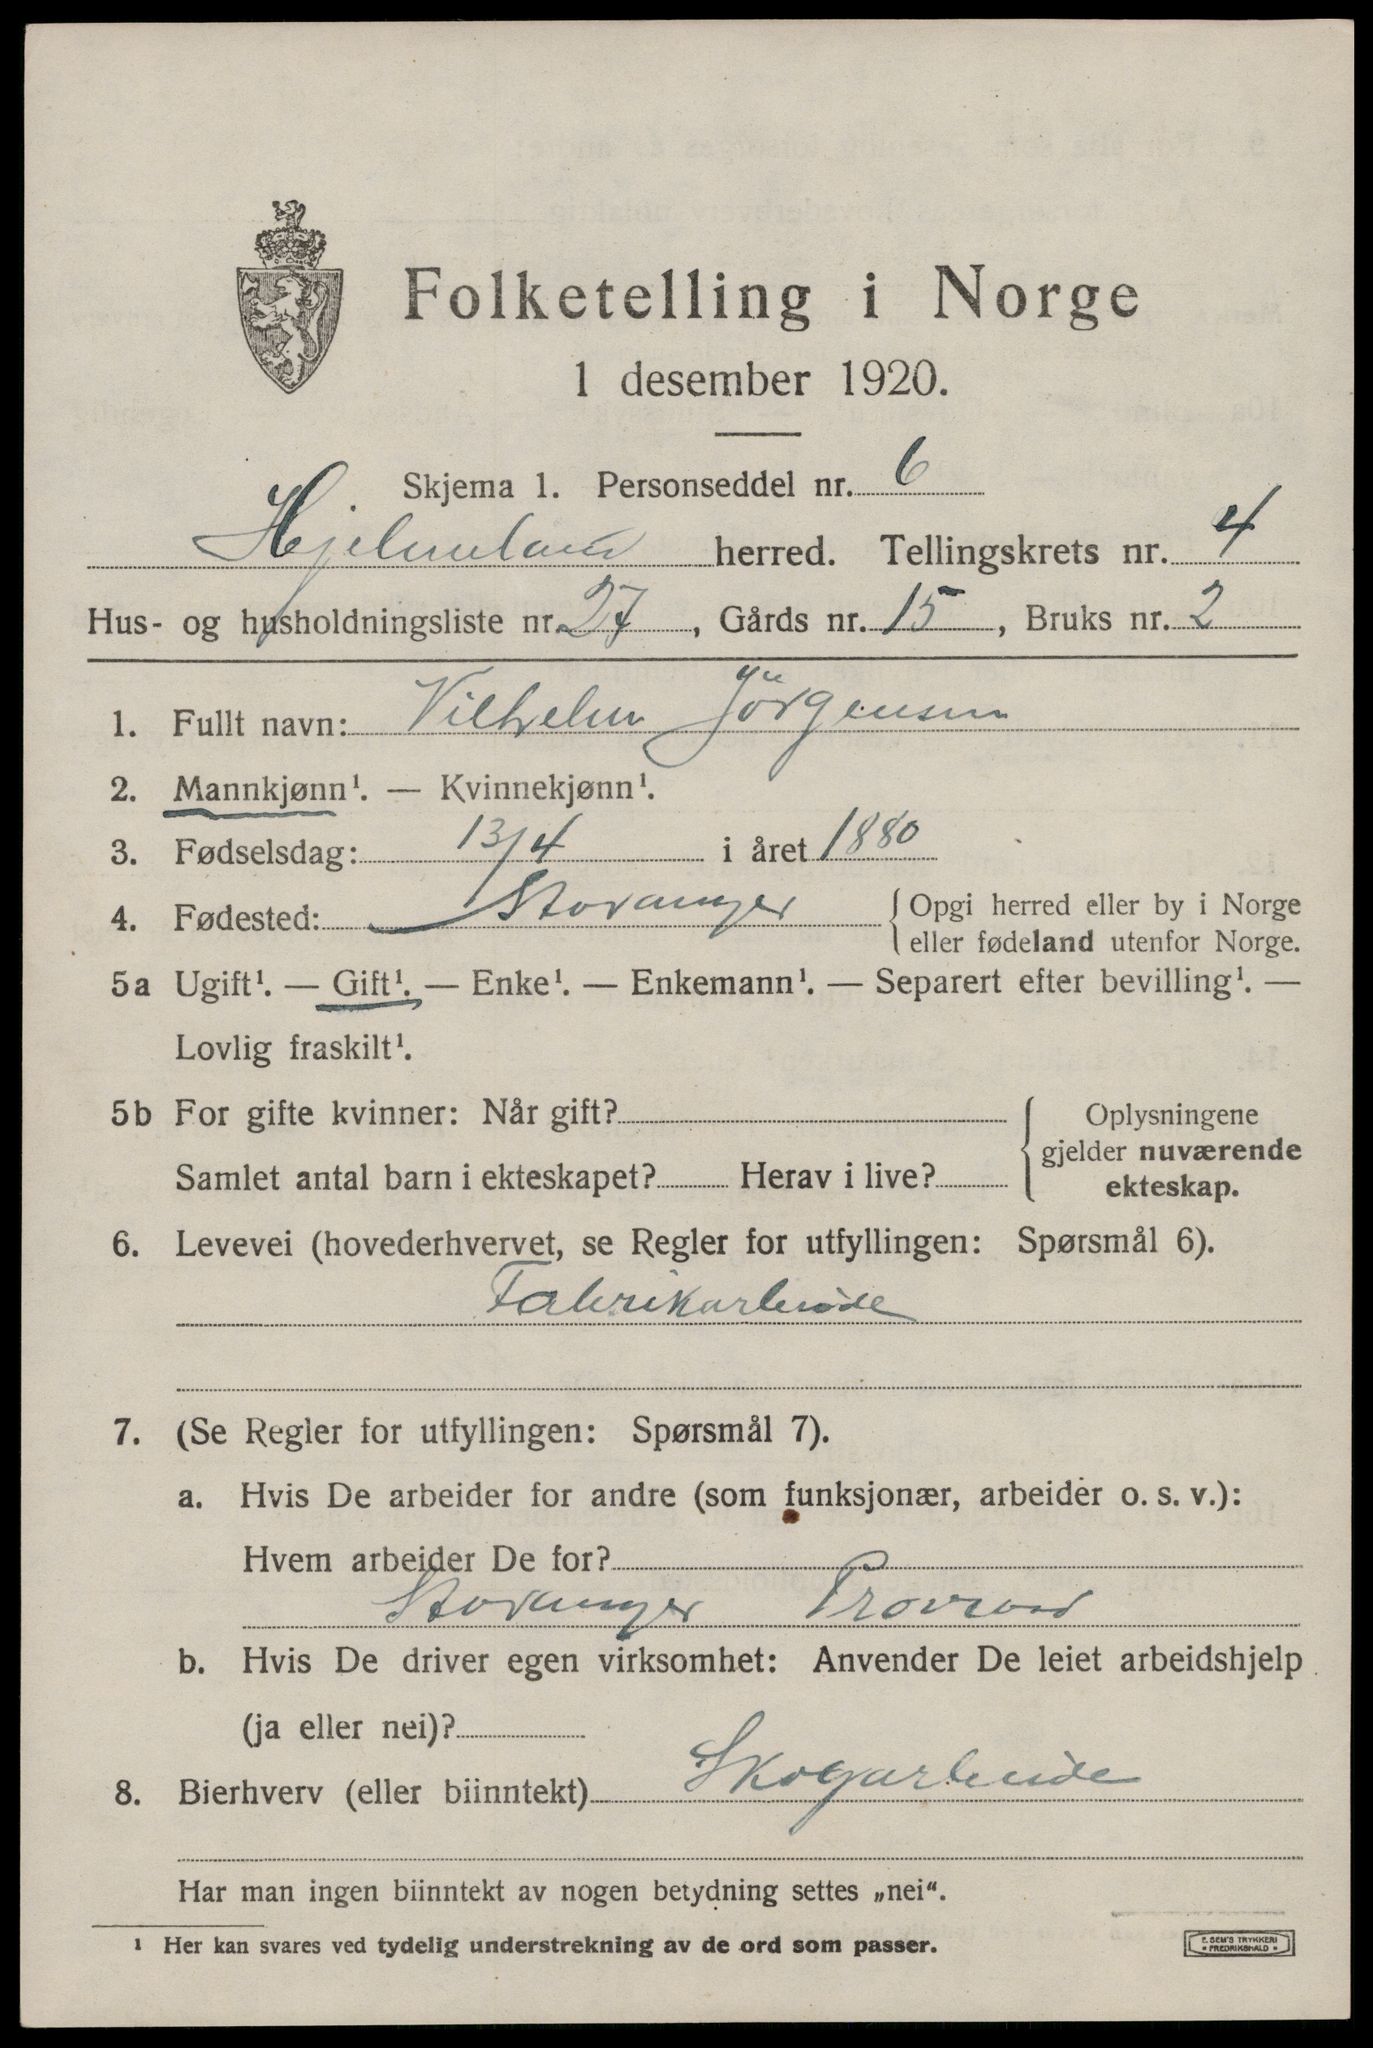 Folketelling i Norge
1 desember 1920.
Skjema 1. Personseddel nr. 6
Hjelmeland herred. Tellingskrets nr. 4
Hus- og husholdningsliste nr. 27, Gårds nr. 15, Bruks nr. 2
1. Fullt navn: Vilhelm Jörgensen
2. Mannkjønn¹. — Kvinnekjønn¹.
3. Fødselsdag: 13/4 i året 1880
4. Fødested: Stavanger { Opgi herred eller by i Norge
eller fødeland utenfor Norge.
5a Ugift¹. — Gift¹. — Enke¹. — Enkemann¹. — Separert efter bevilling¹. —
Lovlig fraskilt¹.
5b For gifte kvinner: Når gift? { Oplysningene
gjelder nuværende
Samlet antal barn i ekteskapet? Herav i live? ekteskap.
6. Levevei (hovederhvervet, se Regler for utfyllingen: Spørsmål 6).
Fabrikarbeide
7. (Se Regler for utfyllingen: Spørsmål 7).
a. Hvis De arbeider for andre (som funksjonær, arbeider o. s. v.):
Hvem arbeider De for?
Stavanger
b. Hvis De driver egen virksomhet: Anvender De leiet arbeidshjelp
(ja eller nei)?
8. Bierhverv (eller biinntekt) Skogarbeide
Har man ingen biinntekt av nogen betydning settes „nei“.
¹ Her kan svares ved tydelig understrekning av de ord som passer.
E. SEM'S TRYKKERI
FREDRIKSHALD